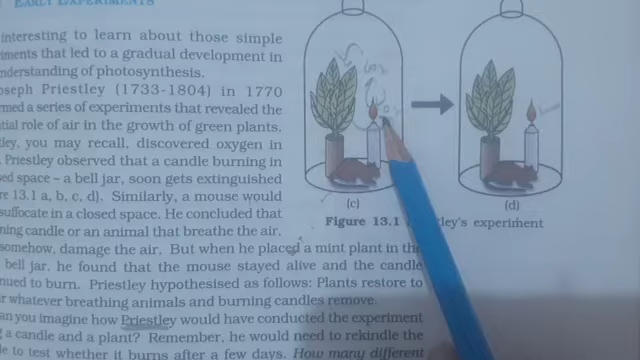 EARLY EXPERIMENTS
interesting to learn about those simple
iments that led to a gradual development in
nderstanding of photosynthesis.
oseph Priestley (1733-1804) in 1770
rmed a series of experiments that revealed the
tial role of air in the growth of green plants.
tley, you may recall, discovered oxygen in
. Priestley observed that a candle burning in
sed space – a bell jar, soon gets extinguished
re 13.1 a, b, c, d). Similarly, a mouse would
suffocate in a closed space. He concluded that
ning candle or an animal that breathe the air,
somehow, damage the air. But when he placed a mint plant in the
bell jar, he found that the mouse stayed alive and the candle
nued to burn. Priestley hypothesised as follows: Plants restore to
r whatever breathing animals and burning candles remove.
an you imagine how Priestley would have conducted the experiment
g a candle and a plant? Remember, he would need to rekindle the
le to test whether it burns after a few days. How many different
(c)
(d)
Figure 13.1 tley's experiment